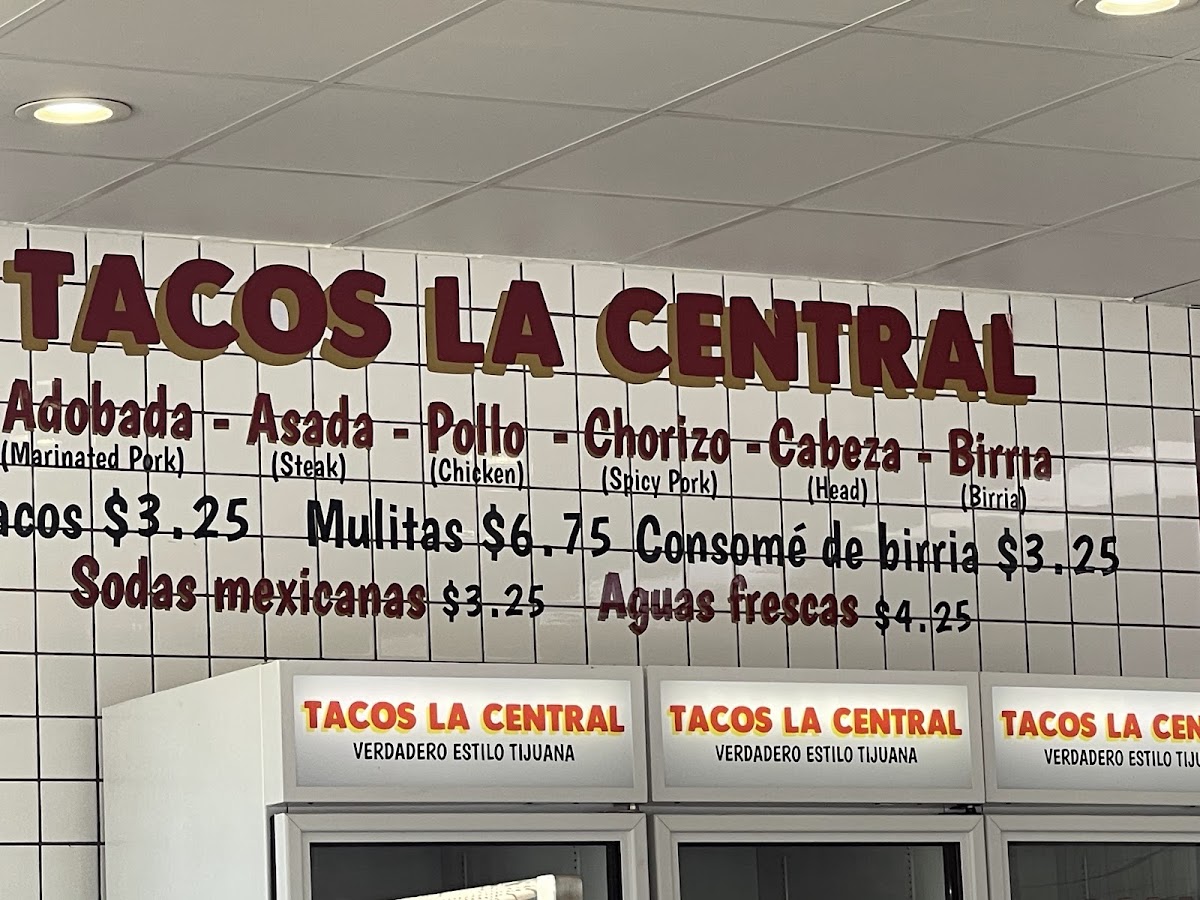 TACOS LA CENTRAL
Adobada - Asada - Pollo - Chorizo - Cabeza - Birria
(Marinated Pork) (Steak) (Chicken) (Spicy Pork) (Head) (Birria)
acos $3.25 Mulitas $6.75 Consomé de birria $3.25
Sodas mexicanas $3.25 Aguas frescas $4.25
TACOS LA CENTRAL
VERDADERO ESTILO TIJUANA
TACOS LA CENTRAL
VERDADERO ESTILO TIJUANA
TACOS LA CEN
VERDADERO ESTILO TIJU